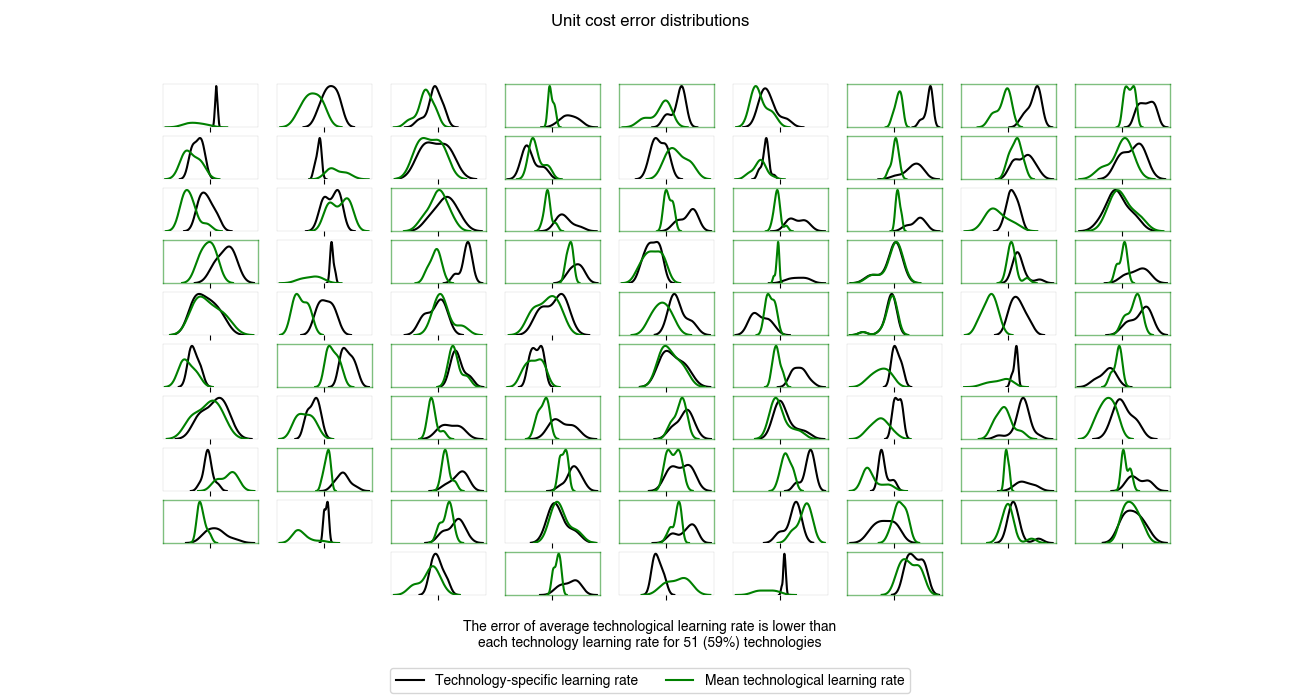 Unit cost error distributions
The error of average technological learning rate is lower than
each technology learning rate for 51 (59%) technologies
Technology-specific learning rate
Mean technological learning rate